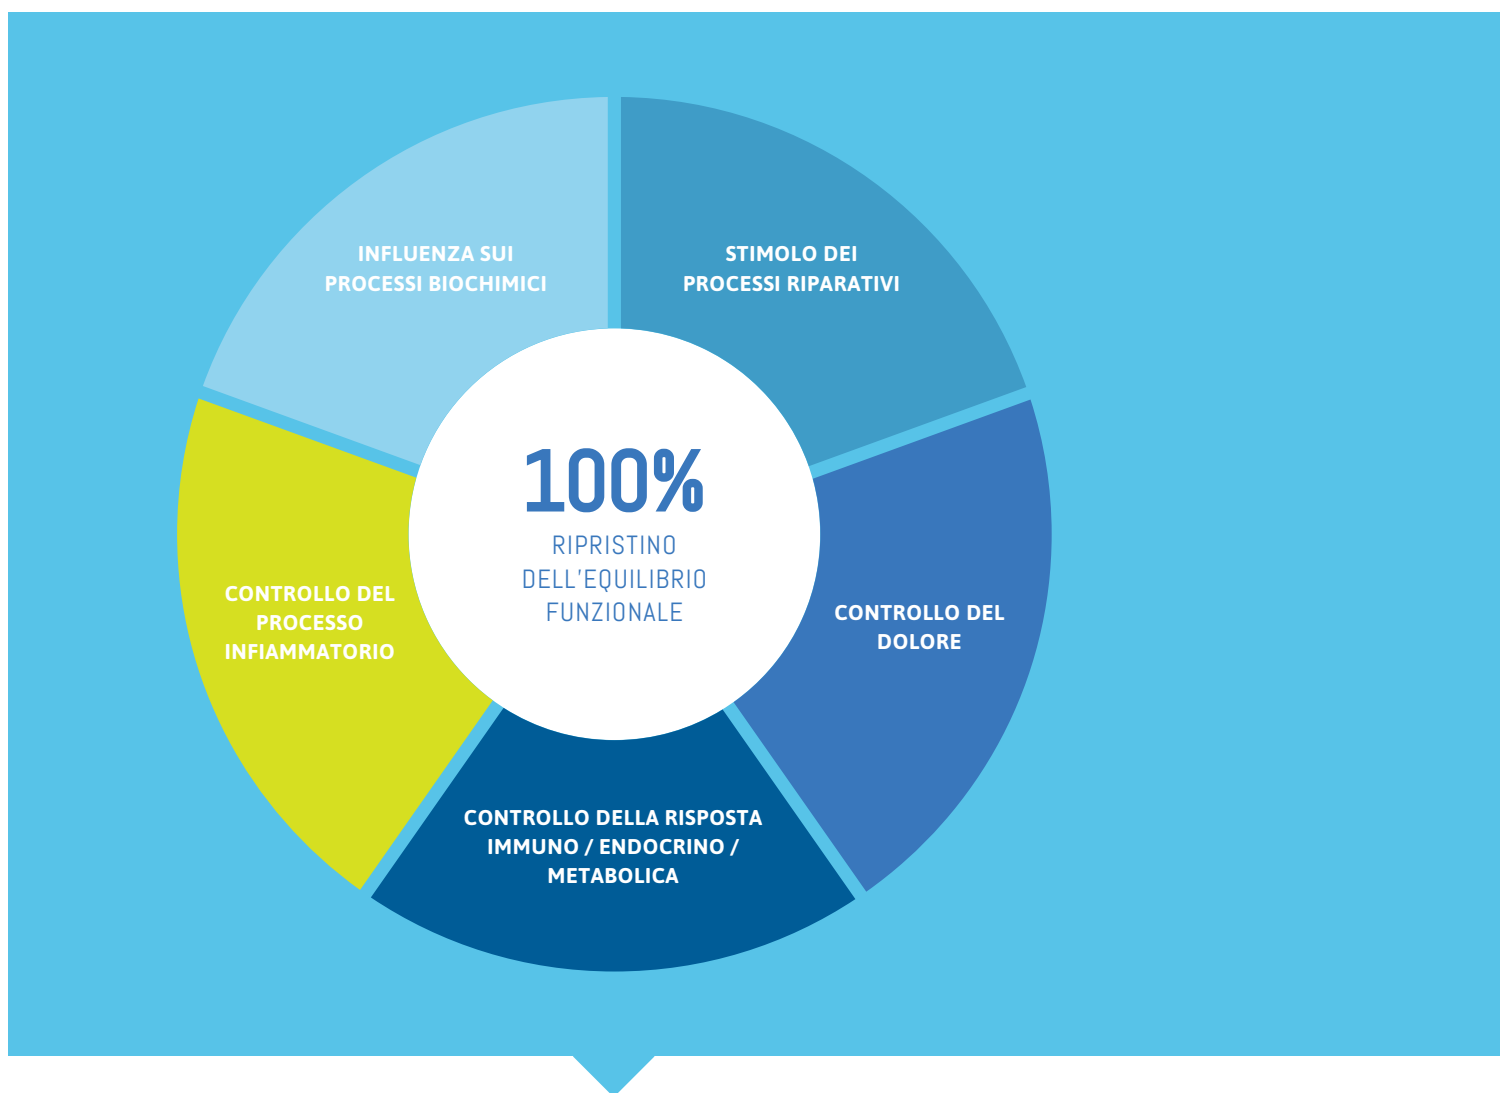 INFLUENZA SUI
PROCESSI BIOCHIMICI
STIMOLO DEI
PROCESSI RIPARATIVI
100%
RIPRISTINO
DELL'EQUILIBRIO
FUNZIONALE
CONTROLLO DEL
PROCESSO
INFIAMMATORIO
CONTROLLO DEL
DOLORE
CONTROLLO DELLA RISPOSTA
IMMUNO / ENDOCRINO /
METABOLICA